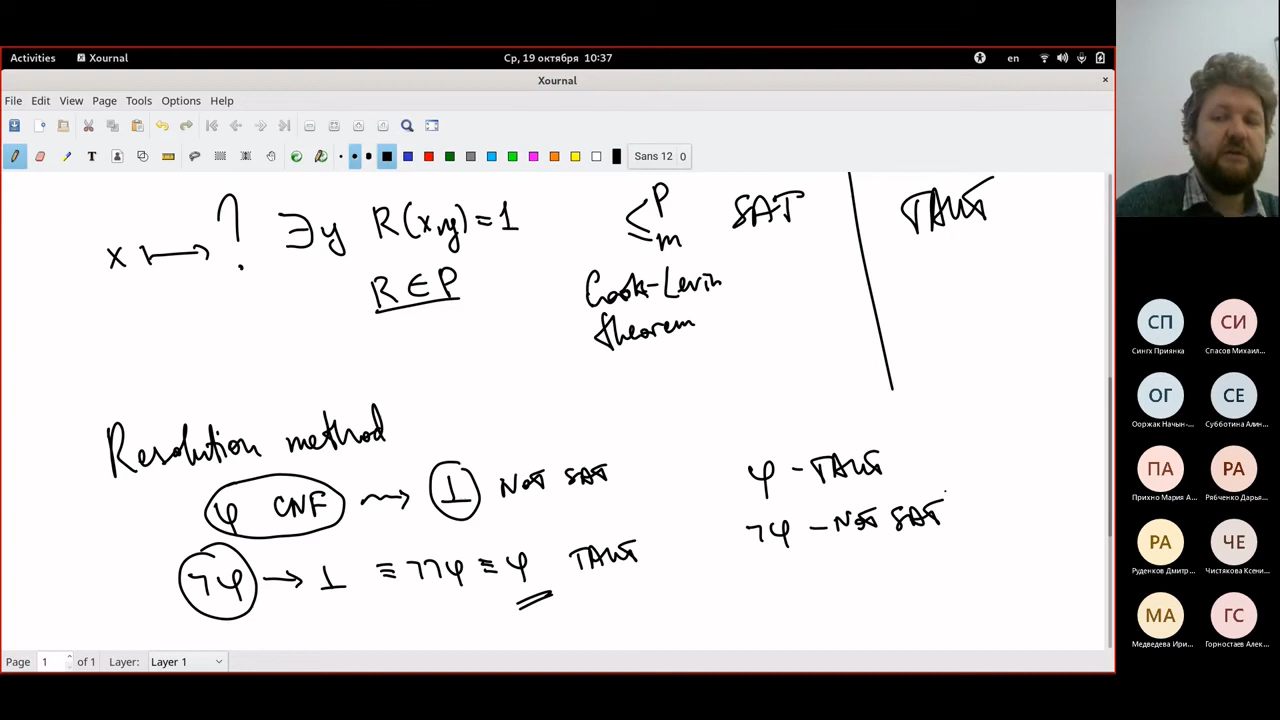 Activities Xournal Ср, 19 октября 10:37 en
Xournal ×
File Edit View Page Tools Options Help
Sans 12 0
x ↦ ? ∃y R(x,y)=1 ≤ᵖₘ SAT TAUT
R ∈ P Cook-Levin
theorem
Resolution method
φ CNF ⇝ ⊥ Not SAT φ - TAUT
¬φ → ⊥ ≡ ¬¬φ ≡ φ TAUT ¬φ - Not SAT
Page 1 of 1 Layer: Layer 1
СП СИ
Сингх Приянка Спасов Михаил...
ОГ СЕ
Ооржак Начын-... Субботина Алин...
ПА РА
Прихно Мария А... Рябченко Дарья...
РА ЧЕ
Руденков Дмитр... Чистякова Ксени...
МА ГС
Медведева Ири... Горностаев Алек...